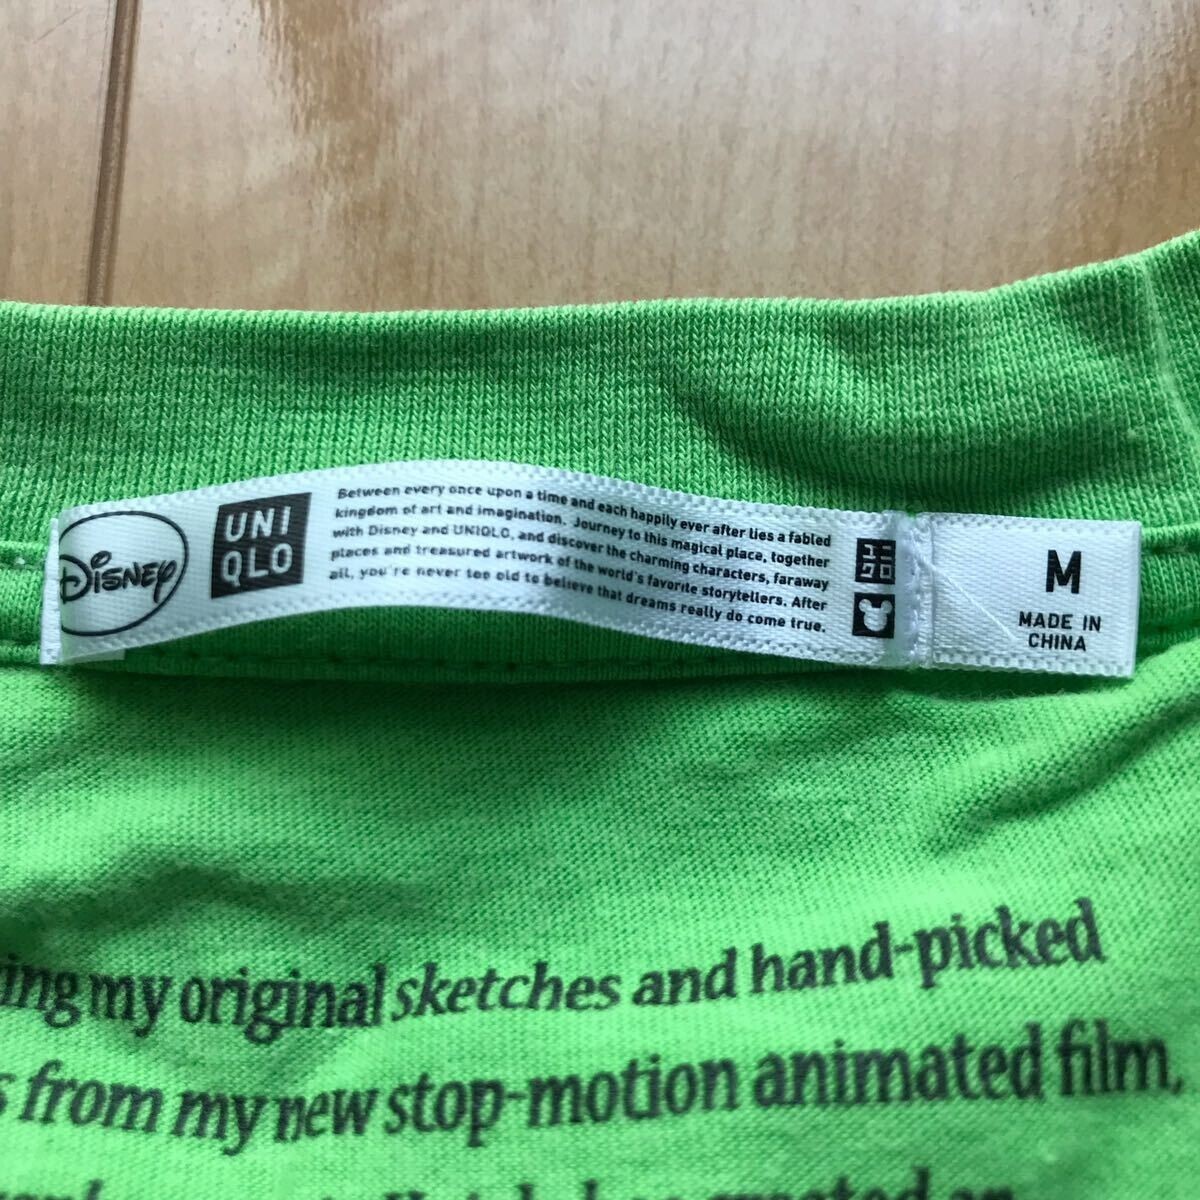 Disney
UNI
QLO
Between every once upon a time and each happily ever after lies a fabled
kingdom of art and imagination. Journey to this magical place, together
with Disney and UNIQLO, and discover the charming characters, faraway
places and treasured artwork of the world's favorite storytellers. After
all, you're never too old to believe that dreams really do come true.
ユニ
クロ
M
MADE IN
CHINA
my original sketches and hand-picked
from my new stop-motion animated film,